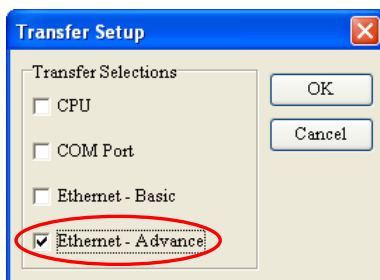 Transfer Setup
Transfer Selections
CPU
COM Port
Ethernet - Basic
Ethernet - Advance
OK
Cancel